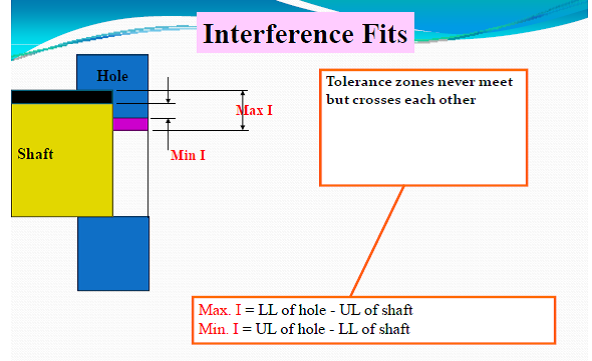 Interference Fits
Hole
Tolerance zones never meet
but crosses each other
Max I
Shaft
Min I
Max. I = LL of hole - UL of shaft
Min. I = UL of hole - LL of shaft